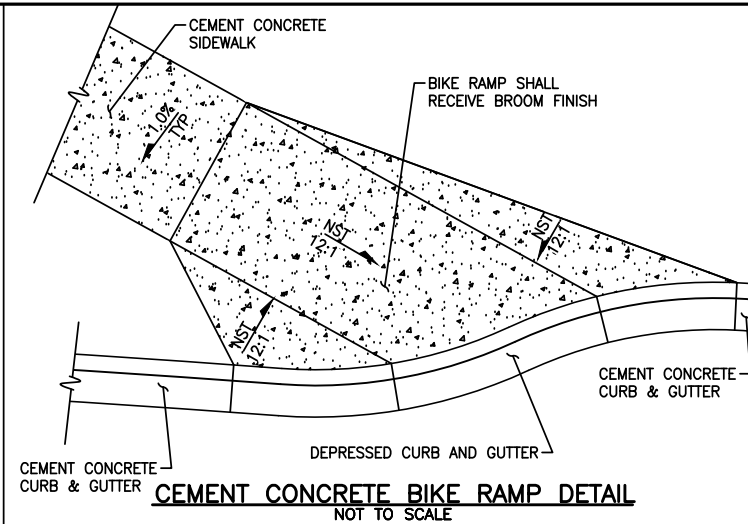 CEMENT CONCRETE
SIDEWALK
BIKE RAMP SHALL
RECEIVE BROOM FINISH
1.0%
TYP
NST
12:1
NST
12:1
NST
12:1
CEMENT CONCRETE
CURB & GUTTER
DEPRESSED CURB AND GUTTER
CEMENT CONCRETE
CURB & GUTTER
CEMENT CONCRETE BIKE RAMP DETAIL
NOT TO SCALE